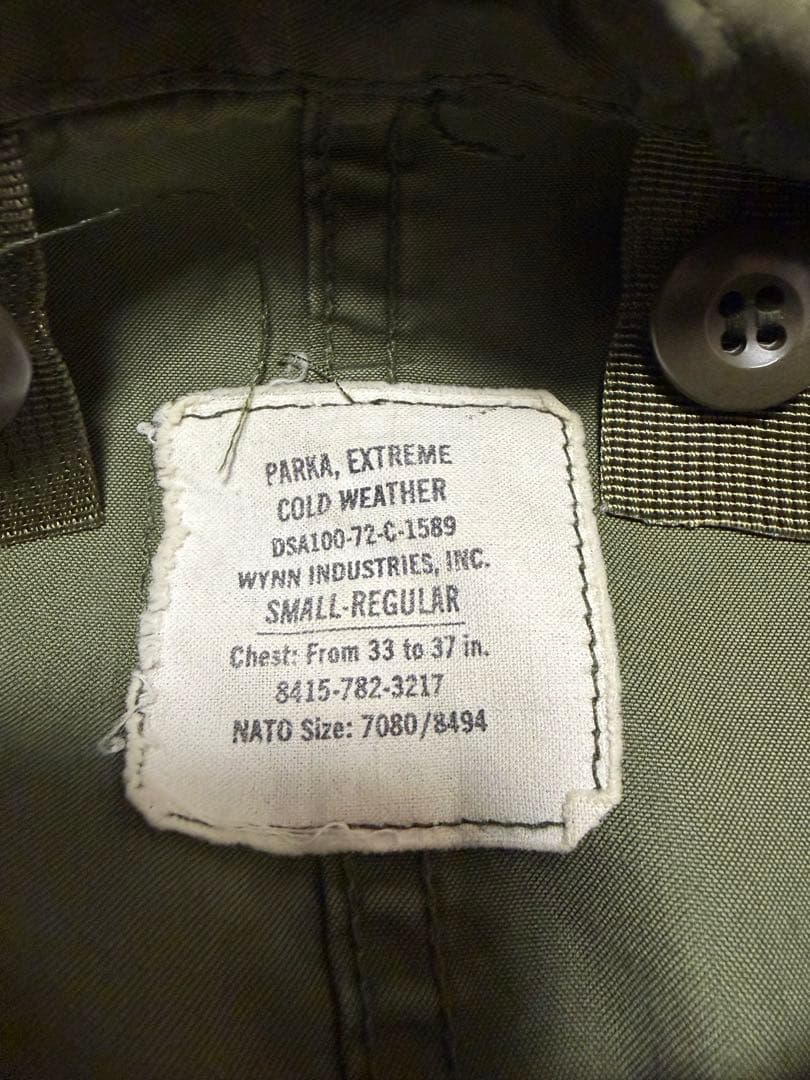 PARKA, EXTREME
COLD WEATHER
DSA100-72-C-1589
WYNN INDUSTRIES, INC.
SMALL-REGULAR
Chest: From 33 to 37 in.
8415-782-3217
NATO Size: 7080/8494